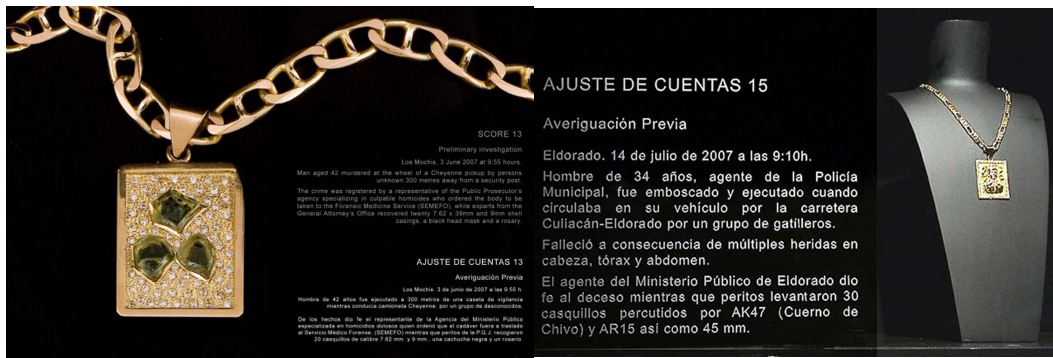 SCORE 13
Preliminary investigation
Los Mochis, 3 June 2007 at 9:55 hours.
Man aged 42 murdered at the wheel of a Cheyenne pickup by persons
unknown 300 metres away from a security post.
The crime was registered by a representative of the Public Prosecutor's
agency specializing in culpable homicides who ordered the body to be
taken to the Forensic Medicine Service (SEMEFO), while experts from the
General Attorney's Office recovered twenty 7.62 x 39mm and 9mm shell
casings, a black head mask and a rosary.
AJUSTE DE CUENTAS 13
Averiguación Previa
Los Mochis. 3 de junio de 2007 a las 9:55 h.
Hombre de 42 años fue ejecutado a 300 metros de una caseta de vigilancia
mientras conducía camioneta Cheyenne por un grupo de desconocidos.
De los hechos dio fe el representante de la Agencia del Ministerio Público
especializada en homicidios dolosos quien ordenó que el cadáver fuera a traslado
al Servicio Médico Forense, (SEMEFO) mientras que peritos de la P.G.J. recogieron
20 casquillos de calibre 7.62 mm. y 9 mm., una cachucha negra y un rosario.
AJUSTE DE CUENTAS 15
Averiguación Previa
Eldorado. 14 de julio de 2007 a las 9:10h.
Hombre de 34 años, agente de la Policía
Municipal, fue emboscado y ejecutado cuando
circulaba en su vehículo por la carretera
Culiacán-Eldorado por un grupo de gatilleros.
Falleció a consecuencia de múltiples heridas en
cabeza, tórax y abdomen.
El agente del Ministerio Público de Eldorado dio
fe al deceso mientras que peritos levantaron 30
casquillos percutidos por AK47 (Cuerno de
Chivo) y AR15 así como 45 mm.